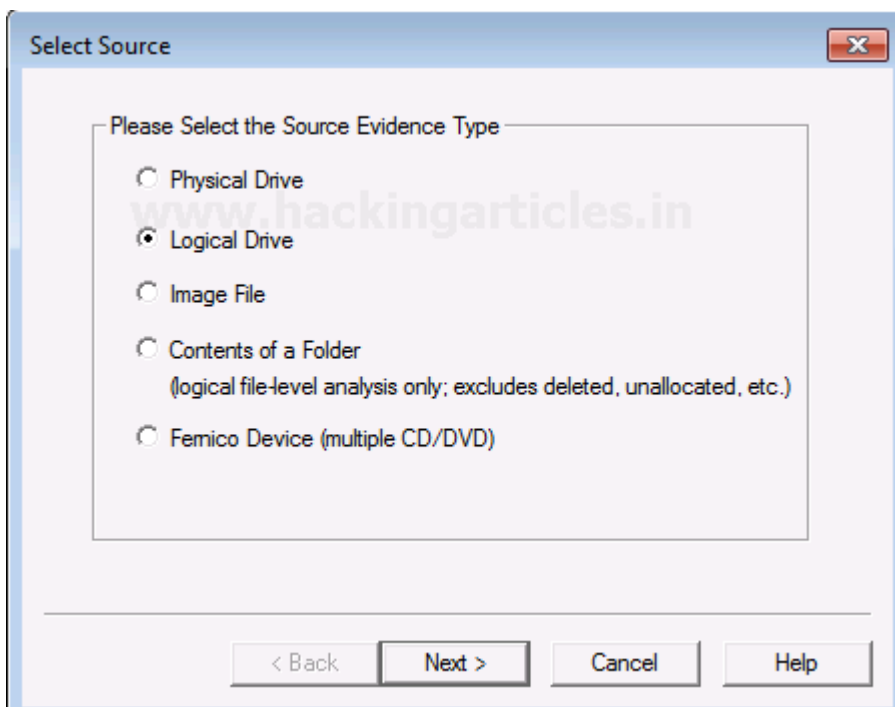 Select Source
Please Select the Source Evidence Type
Physical Drive
www.hackingarticles.in
Logical Drive
Image File
Contents of a Folder
(logical file-level analysis only; excludes deleted, unallocated, etc.)
Fernico Device (multiple CD/DVD)
< Back
Next >
Cancel
Help